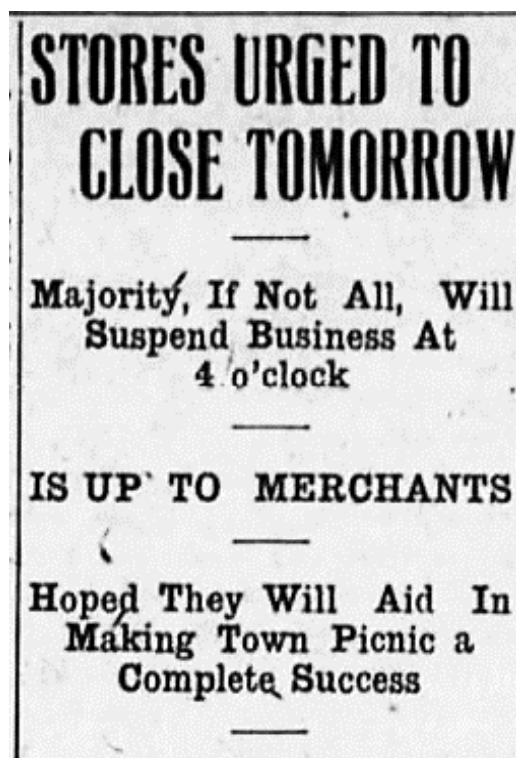 STORES URGED TO
CLOSE TOMORROW
Majority, If Not All, Will
Suspend Business At
4 o'clock
IS UP TO MERCHANTS
Hoped They Will Aid In
Making Town Picnic a
Complete Success